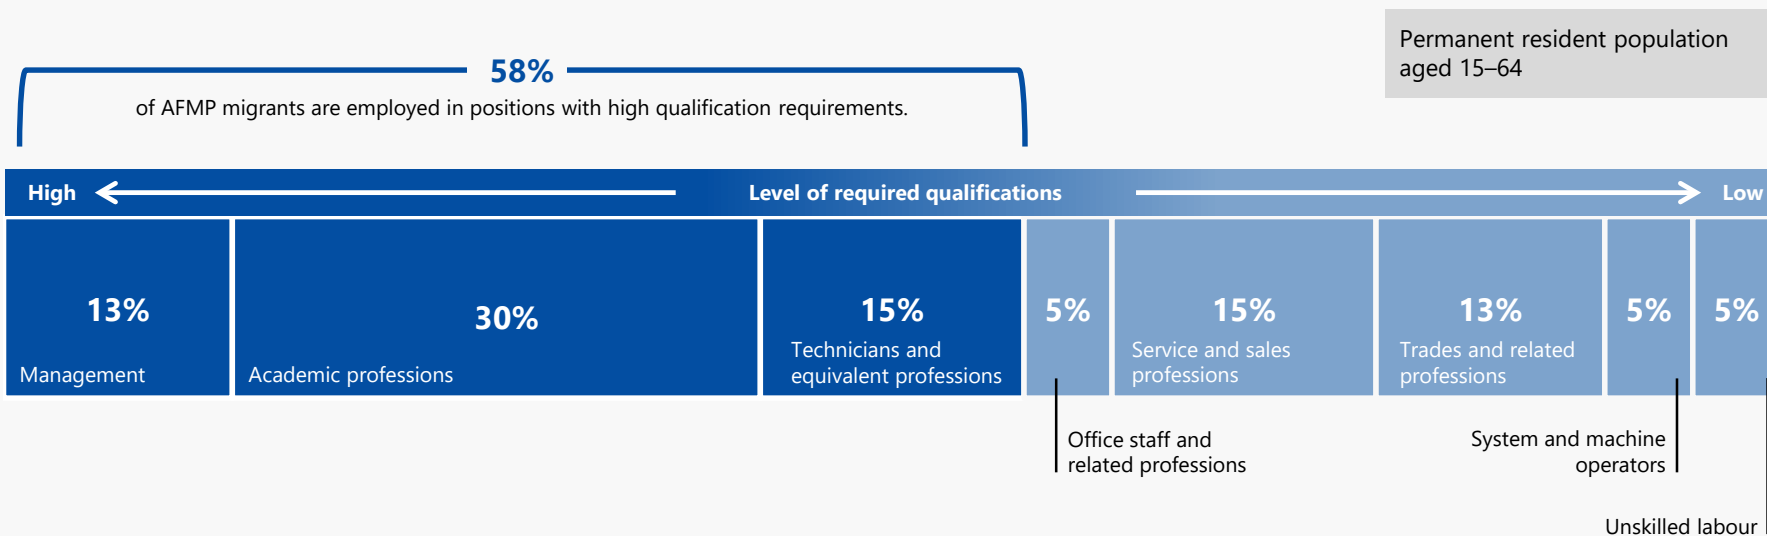 Permanent resident population
aged 15–64
58%
of AFMP migrants are employed in positions with high qualification requirements.
High
Level of required qualifications
Low
13%
Management
30%
Academic professions
15%
Technicians and
equivalent professions
5%
Office staff and
related professions
15%
Service and sales
professions
13%
Trades and related
professions
5%
System and machine
operators
5%
Unskilled labour